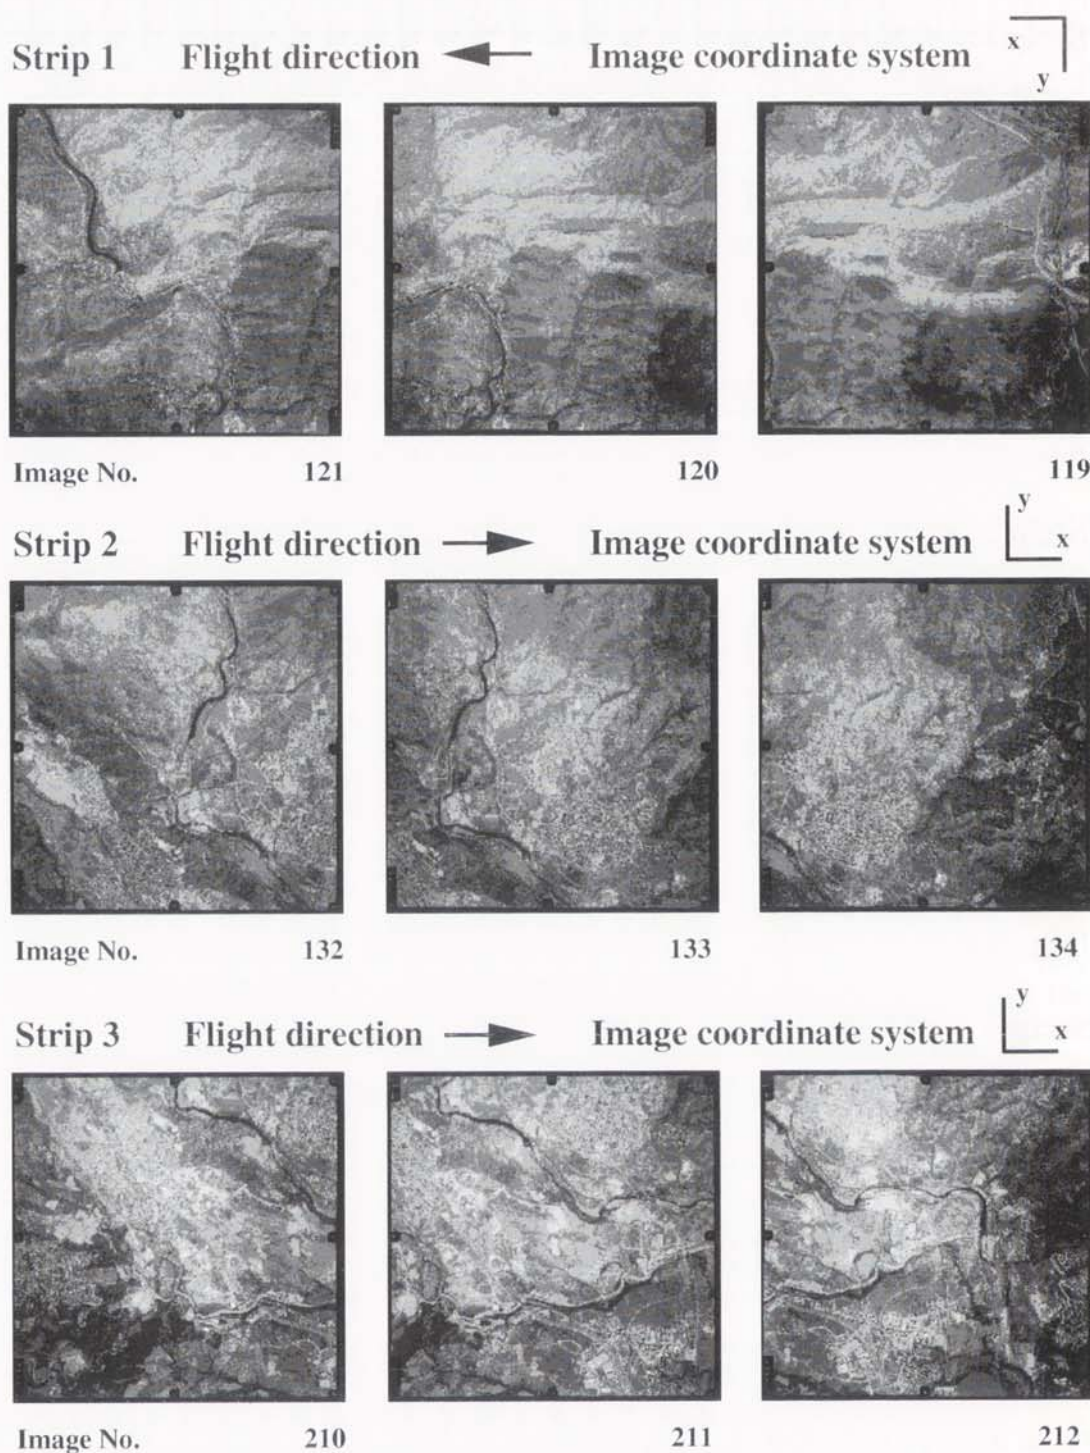 Strip 1 Flight direction Image coordinate system x y
Image No. 121 120 119
Strip 2 Flight direction Image coordinate system y x
Image No. 132 133 134
Strip 3 Flight direction Image coordinate system y x
Image No. 210 211 212